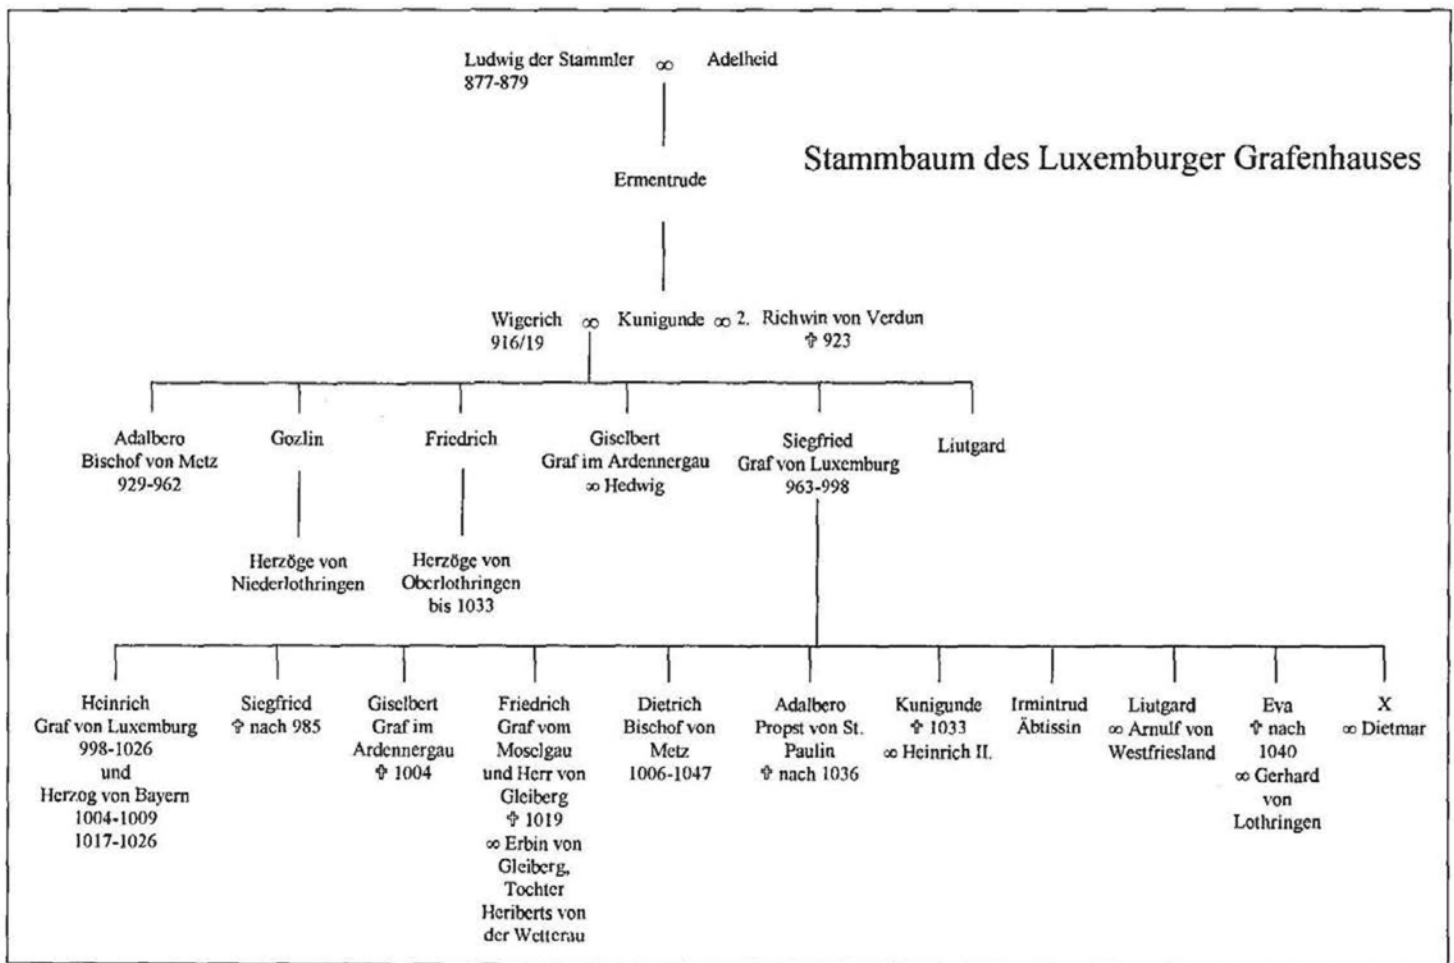 Ludwig der Stammler ∞ Adelheid
877-879
Stammbaum des Luxemburger Grafenhauses
Ermentrude
Wigerich ∞ Kunigunde ∞ 2. Richwin von Verdun
916/19
✞ 923
Adalbero
Bischof von Metz
929-962
Gozlin
Friedrich
Giselbert
Graf im Ardennergau
∞ Hedwig
Siegfried
Graf von Luxemburg
963-998
Liutgard
Herzöge von
Niederlothringen
Herzöge von
Oberlothringen
bis 1033
Heinrich
Graf von Luxemburg
998-1026
und
Herzog von Bayern
1004-1009
1017-1026
Siegfried
✞ nach 985
Giselbert
Graf im
Ardennergau
✞ 1004
Friedrich
Graf vom
Moselgau
und Herr von
Gleiberg
✞ 1019
∞ Erbin von
Gleiberg,
Tochter
Heriberts von
der Wetterau
Dietrich
Bischof von
Metz
1006-1047
Adalbero
Propst von St.
Paulin
✞ nach 1036
Kunigunde
✞ 1033
∞ Heinrich II.
Irmintrud
Äbtissin
Liutgard
∞ Arnulf von
Westfriesland
Eva
✞ nach
1040
∞ Gerhard
von
Lothringen
X
∞ Dietmar